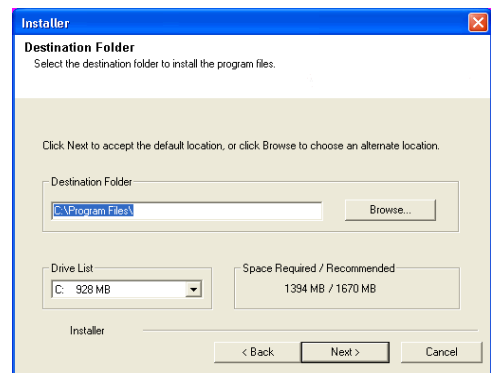 Installer
Destination Folder
Select the destination folder to install the program files.
Click Next to accept the default location, or click Browse to choose an alternate location.
Destination Folder
C:\Program Files\
Browse...
Drive List
C: 928 MB
Space Required / Recommended
1394 MB / 1670 MB
Installer
< Back
Next >
Cancel